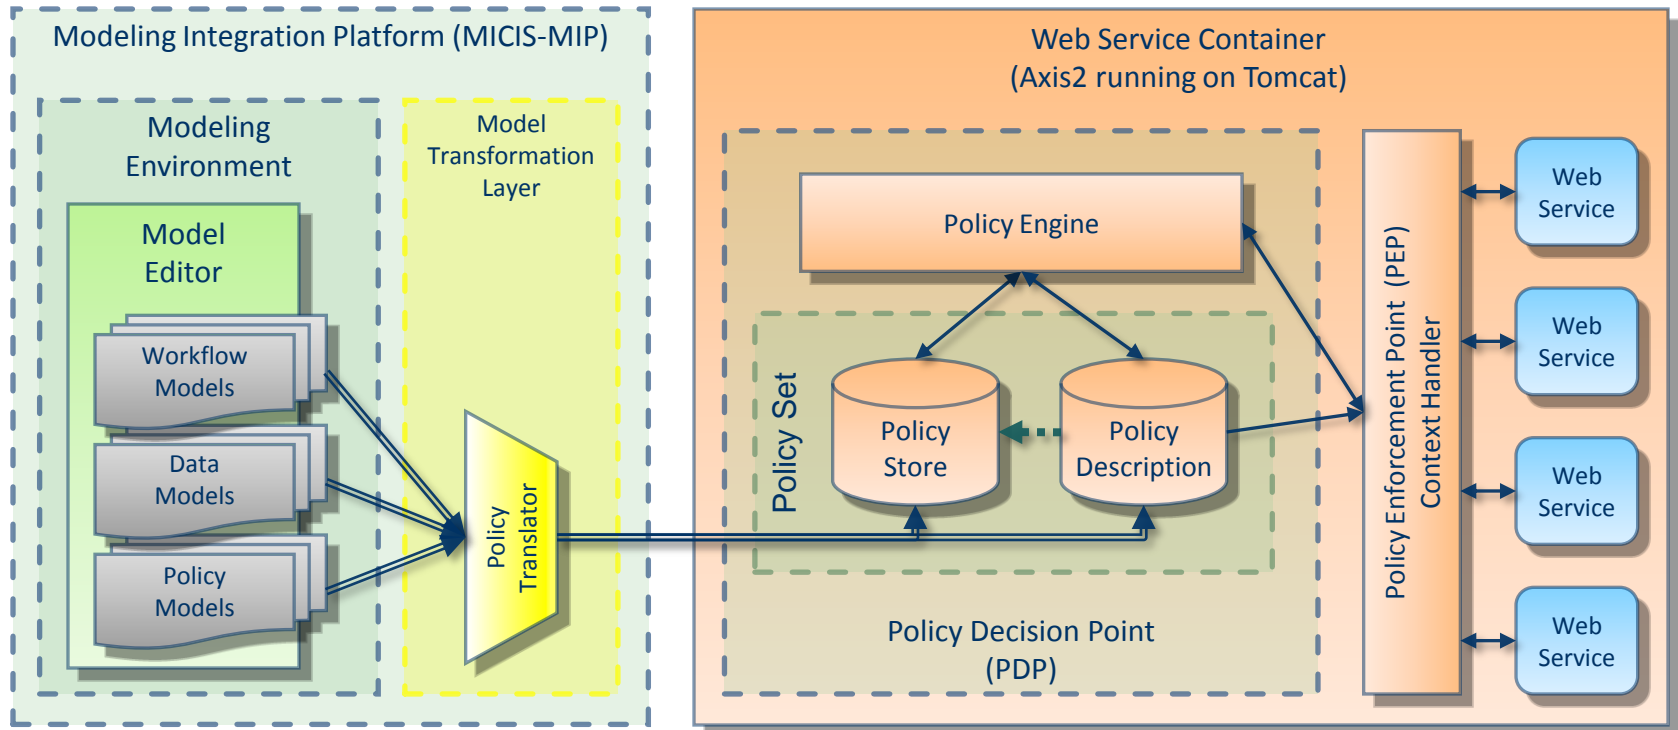 Modeling Integration Platform (MICIS-MIP)
Modeling
Environment
Model
Editor
Workflow
Models
Data
Models
Policy
Models
Model
Transformation
Layer
Policy
Translator
Web Service Container
(Axis2 running on Tomcat)
Policy Engine
Policy Set
Policy
Store
Policy
Description
Policy Decision Point
(PDP)
Policy Enforcement Point (PEP)
Context Handler
Web
Service
Web
Service
Web
Service
Web
Service